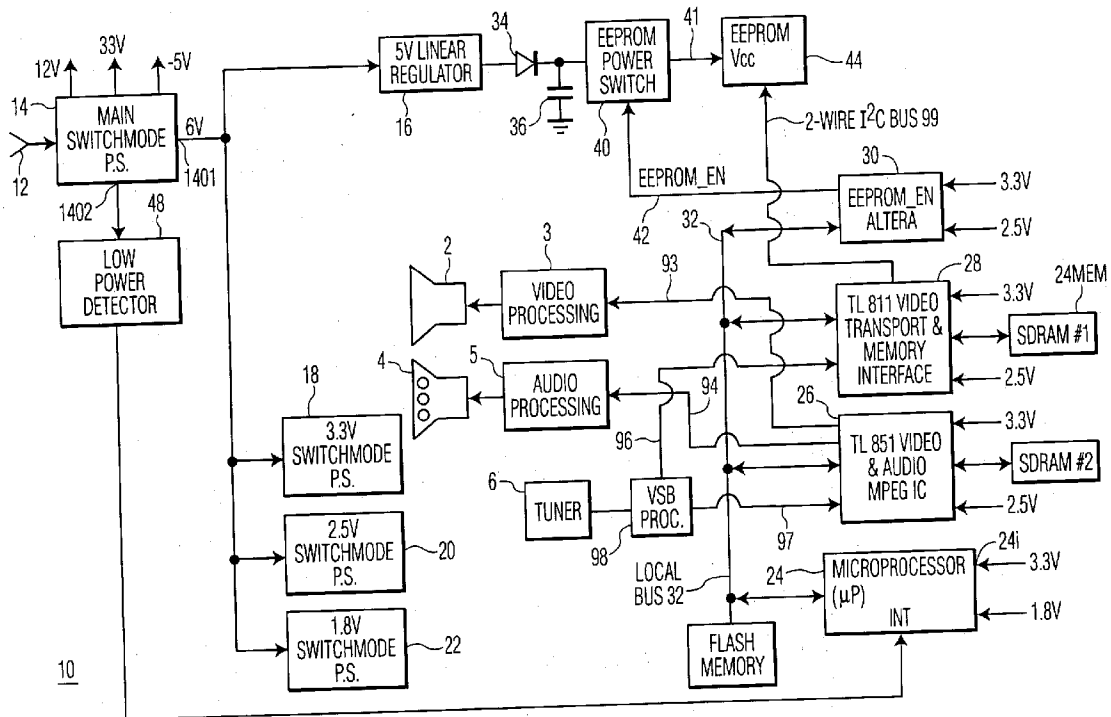 12V
33V
-5V
14
MAIN
SWITCHMODE
P.S.
12
6V
1401
1402
48
LOW
POWER
DETECTOR
5V LINEAR
REGULATOR
16
34
36
EEPROM
POWER
SWITCH
40
41
EEPROM
Vcc
44
2-WIRE I²C BUS 99
EEPROM_EN
42
32
30
EEPROM_EN
ALTERA
3.3V
2.5V
2
3
VIDEO
PROCESSING
93
28
TL 811 VIDEO
TRANSPORT &
MEMORY
INTERFACE
3.3V
2.5V
24MEM
SDRAM #1
4
5
AUDIO
PROCESSING
94
96
26
TL 851 VIDEO
& AUDIO
MPEG IC
3.3V
2.5V
SDRAM #2
6
TUNER
VSB
PROC.
98
97
18
3.3V
SWITCHMODE
P.S.
2.5V
SWITCHMODE
P.S.
20
1.8V
SWITCHMODE
P.S.
22
LOCAL
BUS 32
24
MICROPROCESSOR
(μP)
INT
24i
3.3V
1.8V
FLASH
MEMORY
10